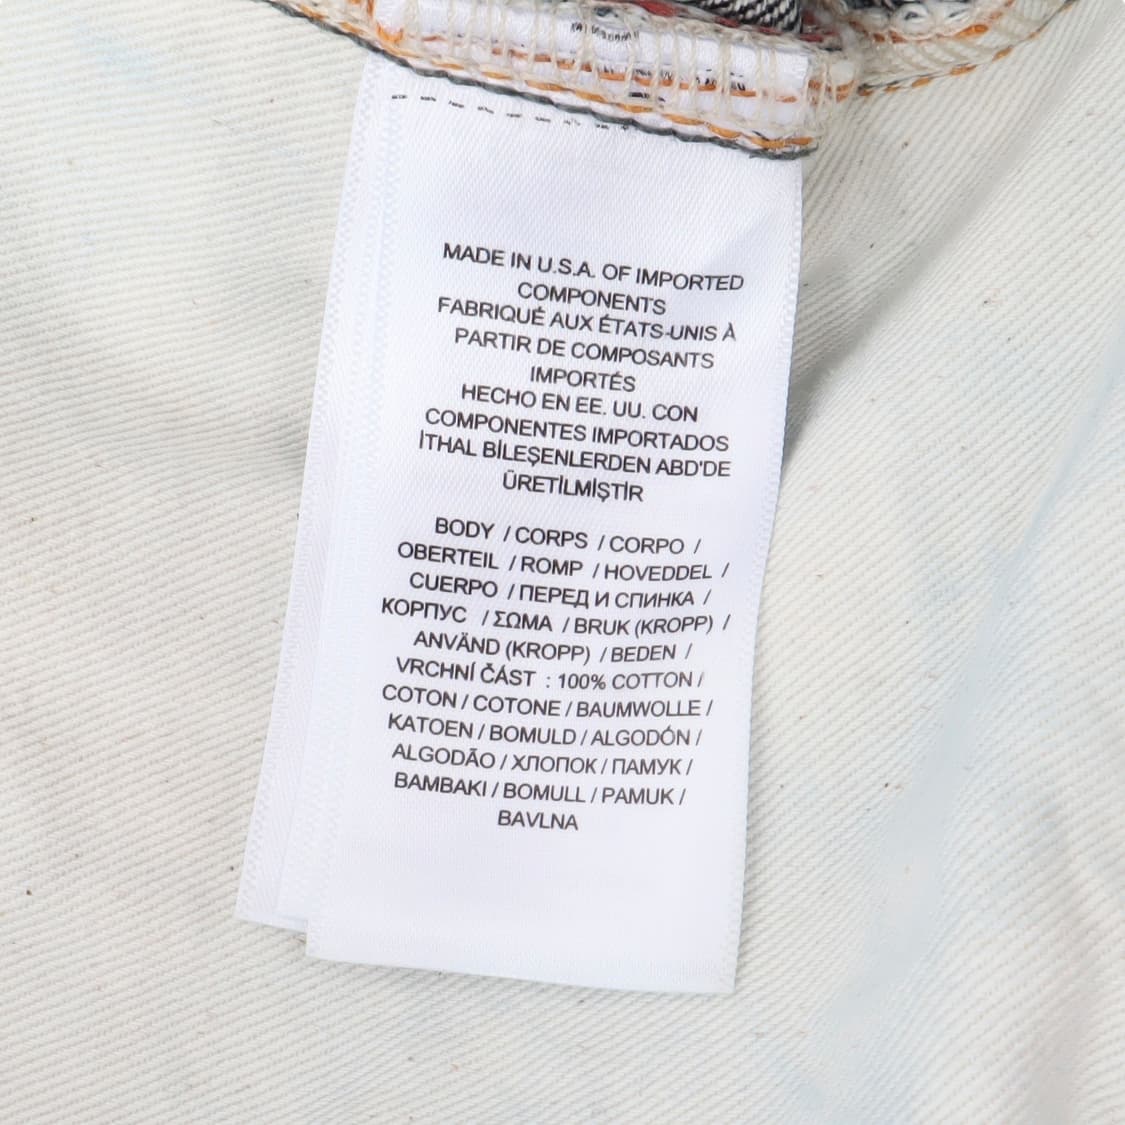 MADE IN U.S.A. OF IMPORTED
COMPONENTS
FABRIQUÉ AUX ÉTATS-UNIS À
PARTIR DE COMPOSANTS
IMPORTÉS
HECHO EN EE. UU. CON
COMPONENTES IMPORTADOS
İTHAL BİLEŞENLERDEN ABD'DE
ÜRETİLMİŞTİR
BODY / CORPS / CORPO /
OBERTEIL / ROMP / HOVEDDEL /
CUERPO / ПЕРЕД И СПИНКА /
КОРПУС / ΣΩΜΑ / BRUK (KROPP) /
ANVÄND (KROPP) / BEDEN /
VRCHNÍ ČÁST : 100% COTTON /
COTON / COTONE / BAUMWOLLE /
KATOEN / BOMULD / ALGODÓN /
ALGODÃO / ХЛОПОК / ПАМУК /
BAMBAKI / BOMULL / PAMUK /
BAVLNA